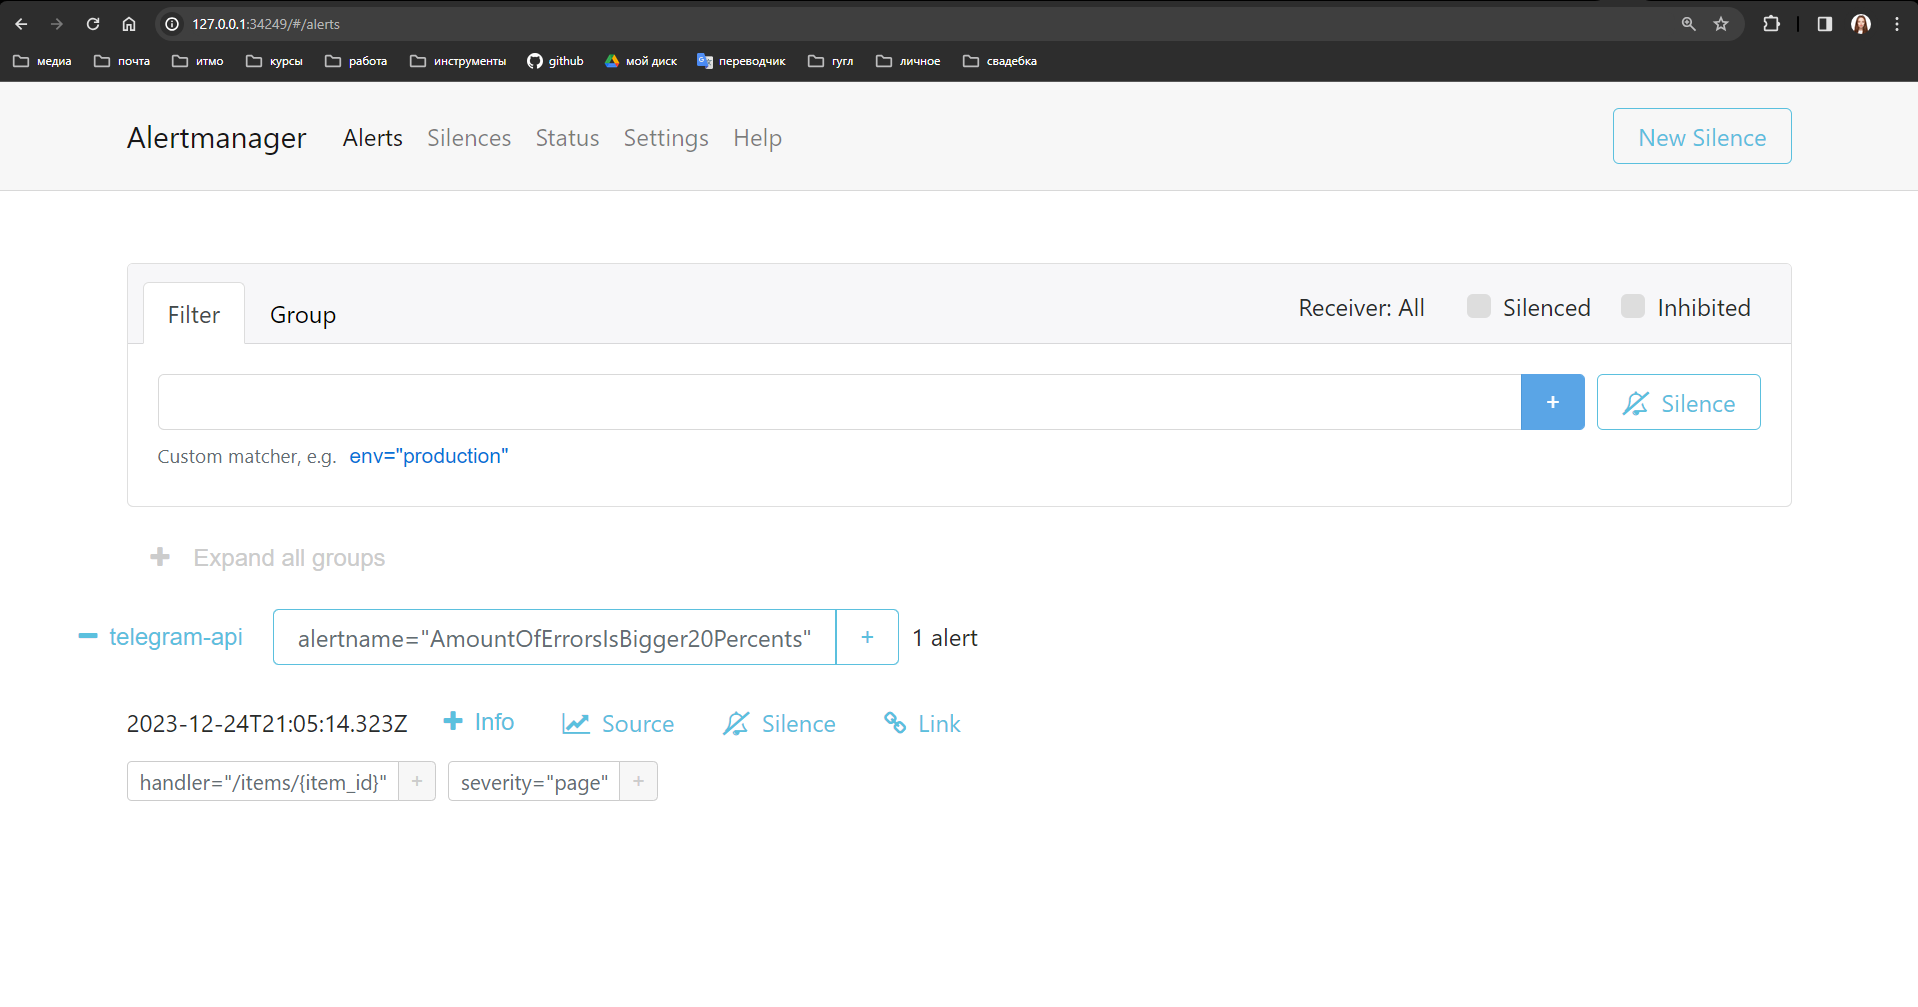 127.0.0.1:34249/#/alerts
медиа почта итмо курсы работа инструменты github мой диск переводчик гугл личное свадебка
Alertmanager Alerts Silences Status Settings Help New Silence
Filter Group Receiver: All Silenced Inhibited
+ Silence
Custom matcher, e.g. env="production"
+ Expand all groups
telegram-api alertname="AmountOfErrorsIsBigger20Percents" + 1 alert
2023-12-24T21:05:14.323Z + Info Source Silence Link
handler="/items/{item_id}" + severity="page" +